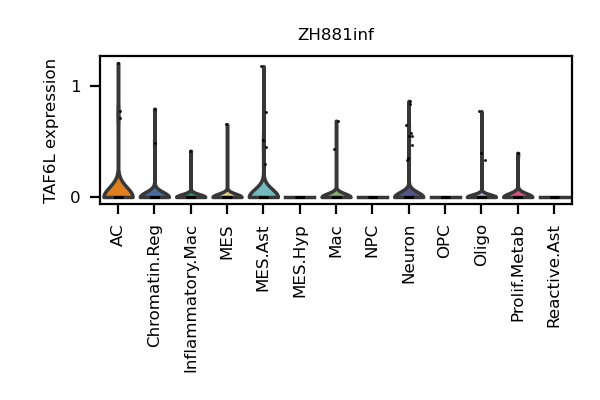 ZH881inf
TAF6L expression
1
0
AC
Chromatin.Reg
Inflammatory.Mac
MES
MES.Ast
MES.Hyp
Mac
NPC
Neuron
OPC
Oligo
Prolif.Metab
Reactive.Ast